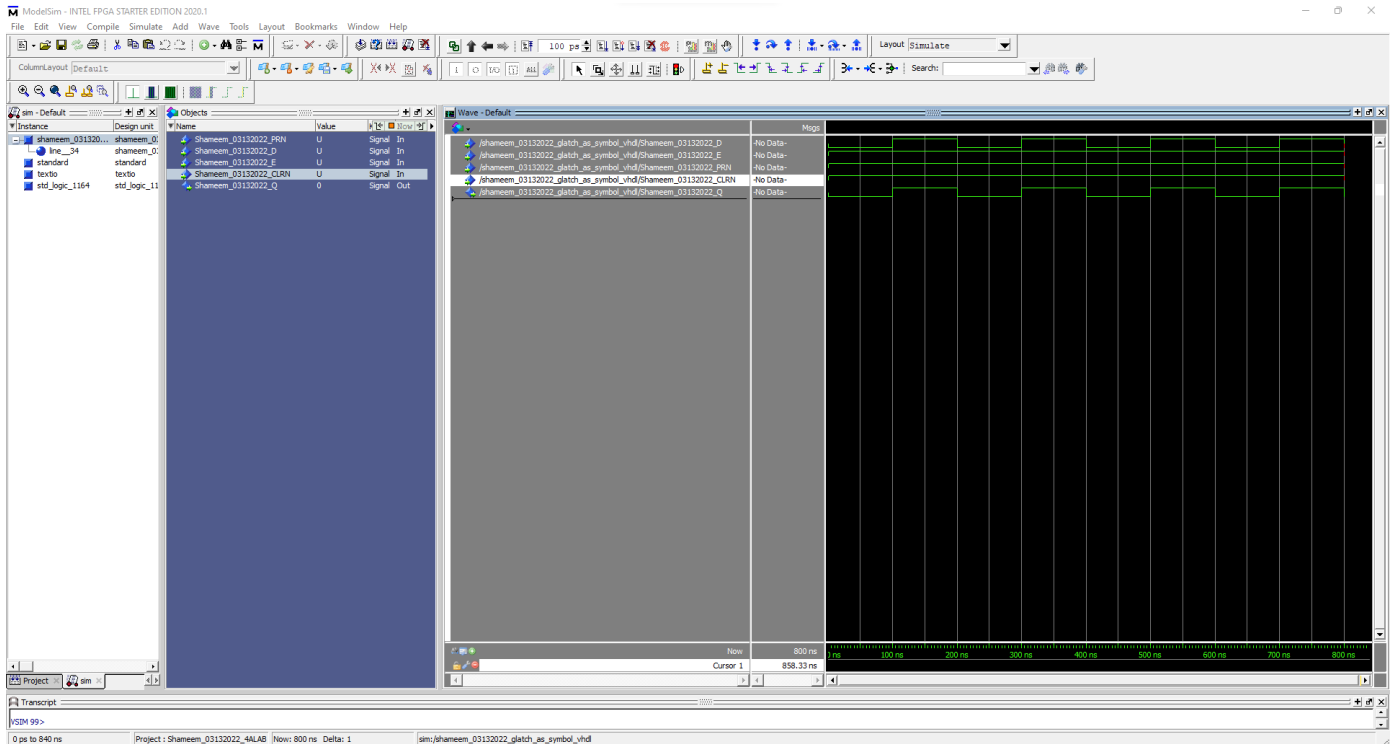 ModelSim - INTEL FPGA STARTER EDITION 2020.1
File Edit View Compile Simulate Add Wave Tools Layout Bookmarks Window Help
100 ps
Layout Simulate
ColumnLayout Default
Search:
sim - Default
Instance Design unit
shameem_031320... shameem_03
line__34 shameem_03
standard standard
textio textio
std_logic_1164 std_logic_11
Objects
Name Value Now
Shameem_03132022_PRN U Signal In
Shameem_03132022_D U Signal In
Shameem_03132022_E U Signal In
Shameem_03132022_CLRN U Signal In
Shameem_03132022_Q 0 Signal Out
Wave - Default
Msgs
/shameem_03132022_glatch_as_symbol_vhdl/Shameem_03132022_D -No Data-
/shameem_03132022_glatch_as_symbol_vhdl/Shameem_03132022_E -No Data-
/shameem_03132022_glatch_as_symbol_vhdl/Shameem_03132022_PRN -No Data-
/shameem_03132022_glatch_as_symbol_vhdl/Shameem_03132022_CLRN -No Data-
/shameem_03132022_glatch_as_symbol_vhdl/Shameem_03132022_Q -No Data-
Now 800 ns
Cursor 1 858.33 ns
ns 100 ns 200 ns 300 ns 400 ns 500 ns 600 ns 700 ns 800 ns
Project sim
Transcript
VSIM 99>
0 ps to 840 ns Project : Shameem_03132022_4ALAB Now: 800 ns Delta: 1 sim:/shameem_03132022_glatch_as_symbol_vhdl